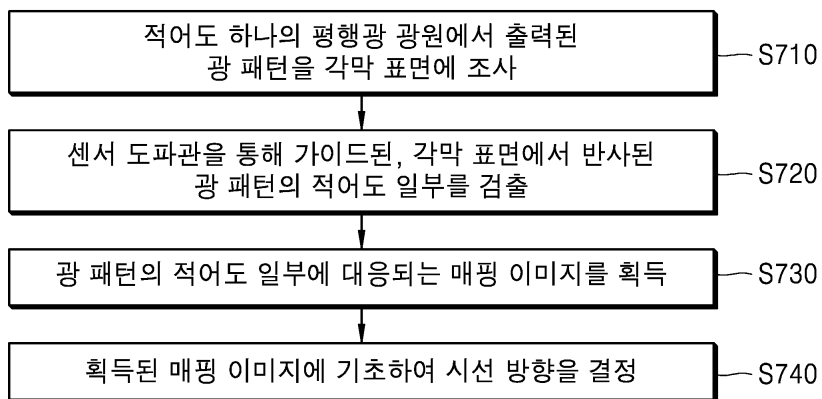 적어도 하나의 평행광 광원에서 출력된
광 패턴을 각막 표면에 조사
S710
센서 도파관을 통해 가이드된, 각막 표면에서 반사된
광 패턴의 적어도 일부를 검출
S720
광 패턴의 적어도 일부에 대응되는 매핑 이미지를 획득
S730
획득된 매핑 이미지에 기초하여 시선 방향을 결정
S740